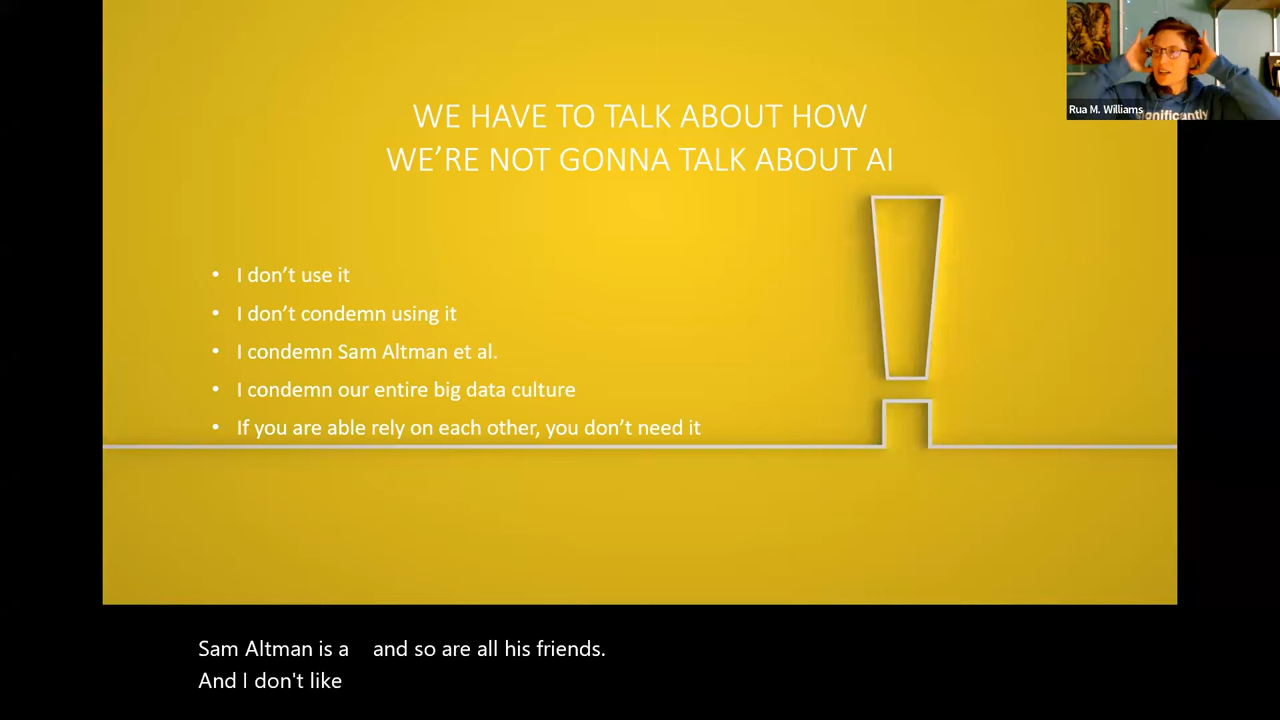 WE HAVE TO TALK ABOUT HOW
WE'RE NOT GONNA TALK ABOUT AI
• I don't use it
• I don't condemn using it
• I condemn Sam Altman et al.
• I condemn our entire big data culture
• If you are able rely on each other, you don't need it
Rua M. Williams
significantly
Sam Altman is a    and so are all his friends.
And I don't like